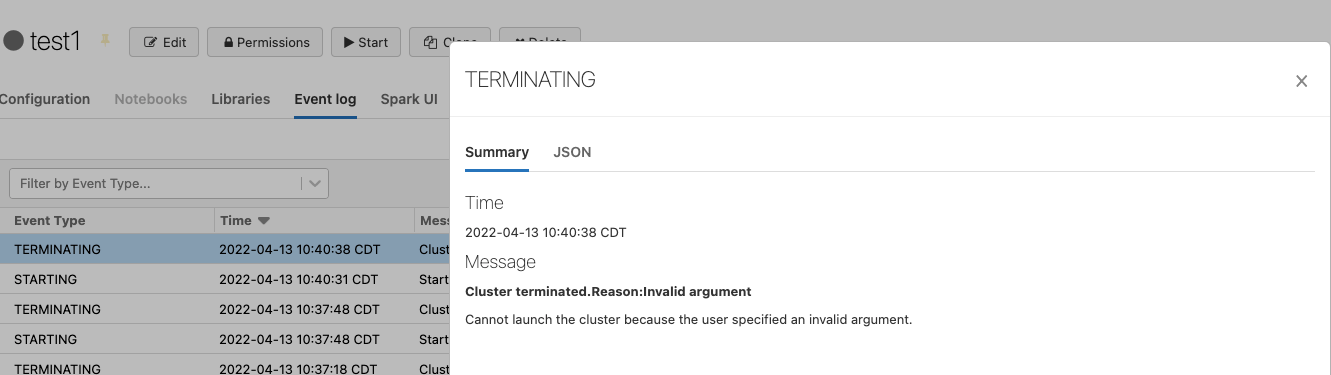 test1
Edit
Permissions
Start
Clone
Delete
Configuration
Notebooks
Libraries
Event log
Spark UI
Filter by Event Type...
Event Type Time Mess
TERMINATING 2022-04-13 10:40:38 CDT Clust
STARTING 2022-04-13 10:40:31 CDT Start
TERMINATING 2022-04-13 10:37:48 CDT Clust
STARTING 2022-04-13 10:37:48 CDT Start
TERMINATING 2022-04-13 10:37:18 CDT Clust
TERMINATING
Summary JSON
Time
2022-04-13 10:40:38 CDT
Message
Cluster terminated.Reason:Invalid argument
Cannot launch the cluster because the user specified an invalid argument.